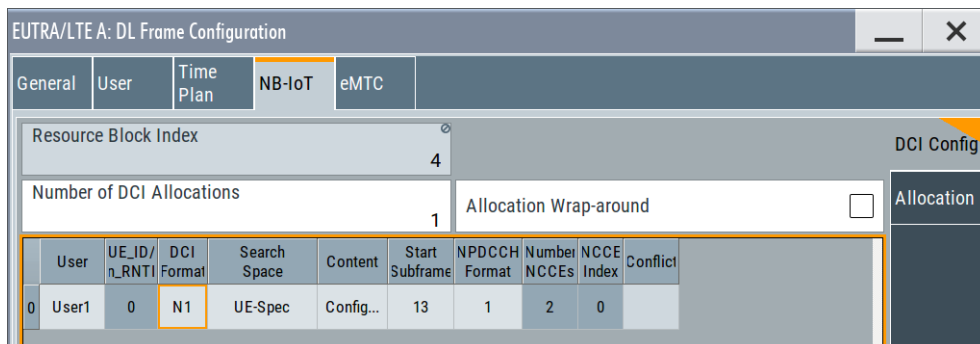 EUTRA/LTE A: DL Frame Configuration
General
User
Time
Plan
NB-IoT
eMTC
Resource Block Index
4
DCI Config
Number of DCI Allocations
1
Allocation Wrap-around
Allocation
User
UE_ID/
n_RNTI
DCI
Format
Search
Space
Content
Start
Subframe
NPDCCH
Format
Number
NCCEs
NCCE
Index
Conflict
0 User1 0 N1 UE-Spec Config... 13 1 2 0